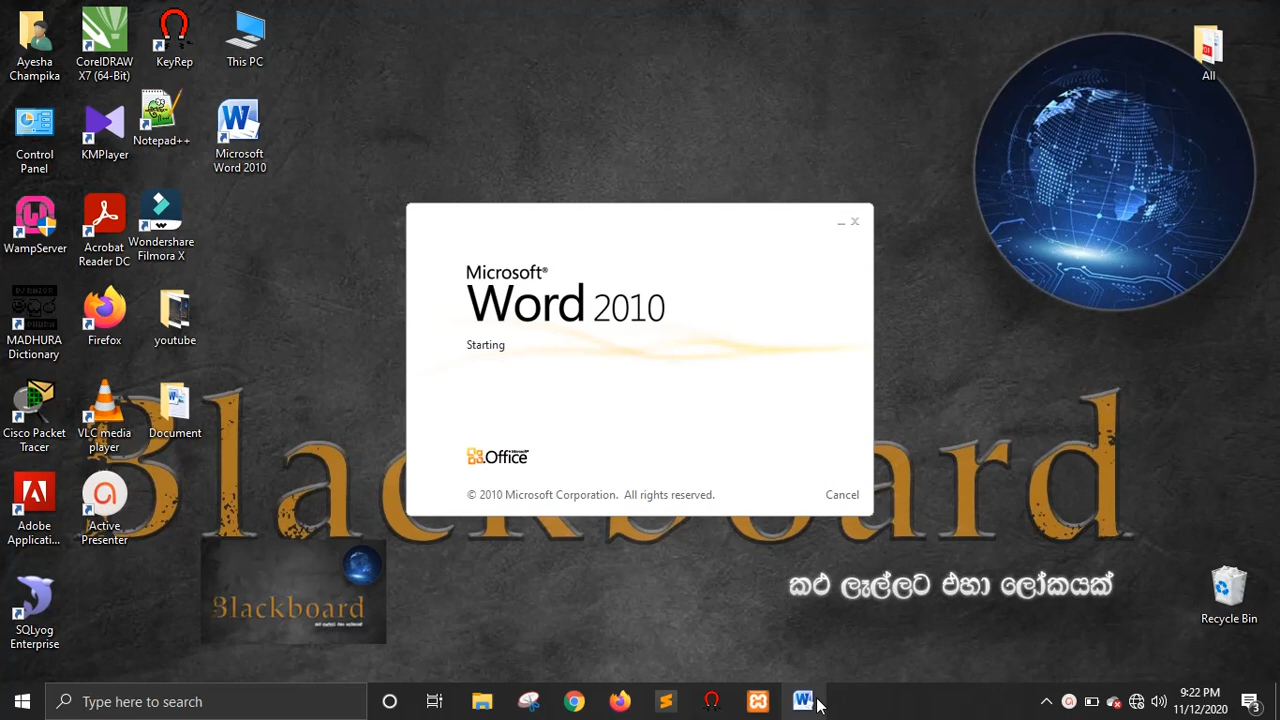 Ayesha
Champika
CorelDRAW
X7 (64-Bit)
KeyRep
This PC
All
Control
Panel
KMPlayer
Notepad++
Microsoft
Word 2010
WampServer
Acrobat
Reader DC
Wondershare
Filmora X
MADHURA
Dictionary
Firefox
youtube
Cisco Packet
Tracer
VLC media
player
Document
Adobe
Applicati...
Active
Presenter
SQLyog
Enterprise
Microsoft®
Word 2010
Starting
Office
© 2010 Microsoft Corporation. All rights reserved.
Cancel
Blackboard
කළු ලෑල්ලට එහා ලෝකයක්
Blackboard
Recycle Bin
Type here to search
9:22 PM
11/12/2020
3